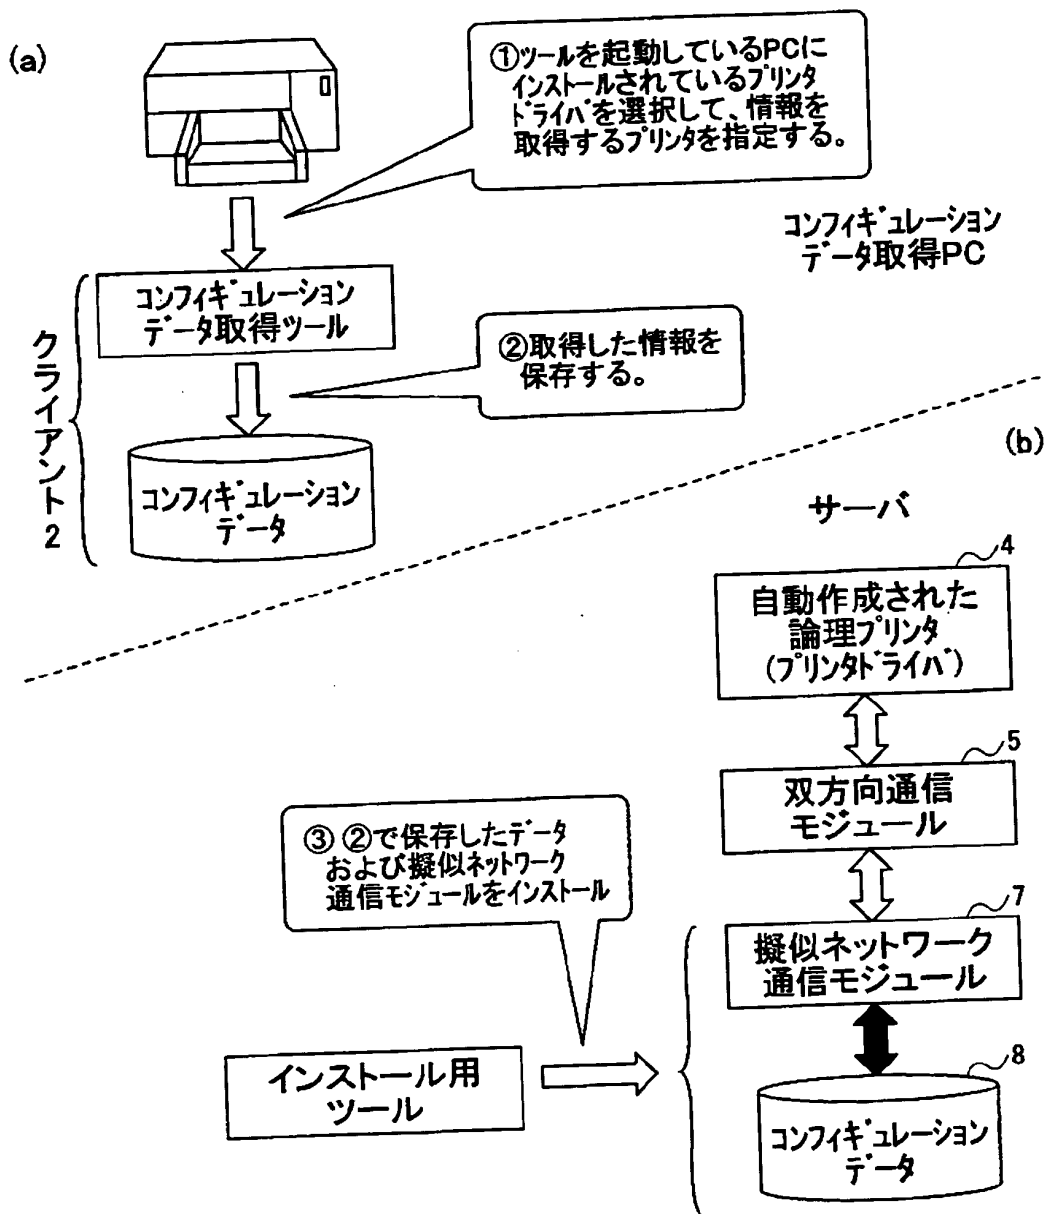 (a)
①ツールを起動しているPCに
インストールされているプリンタ
ドライバを選択して、情報を
取得するプリンタを指定する。
コンフィギュレーション
データ取得PC
コンフィギュレーション
データ取得ツール
クライアント2
②取得した情報を
保存する。
コンフィギュレーション
データ
(b)
サーバ
4
自動作成された
論理プリンタ
(プリンタドライバ)
5
双方向通信
モジュール
③ ②で保存したデータ
および擬似ネットワーク
通信モジュールをインストール
7
擬似ネットワーク
通信モジュール
インストール用
ツール
8
コンフィギュレーション
データ